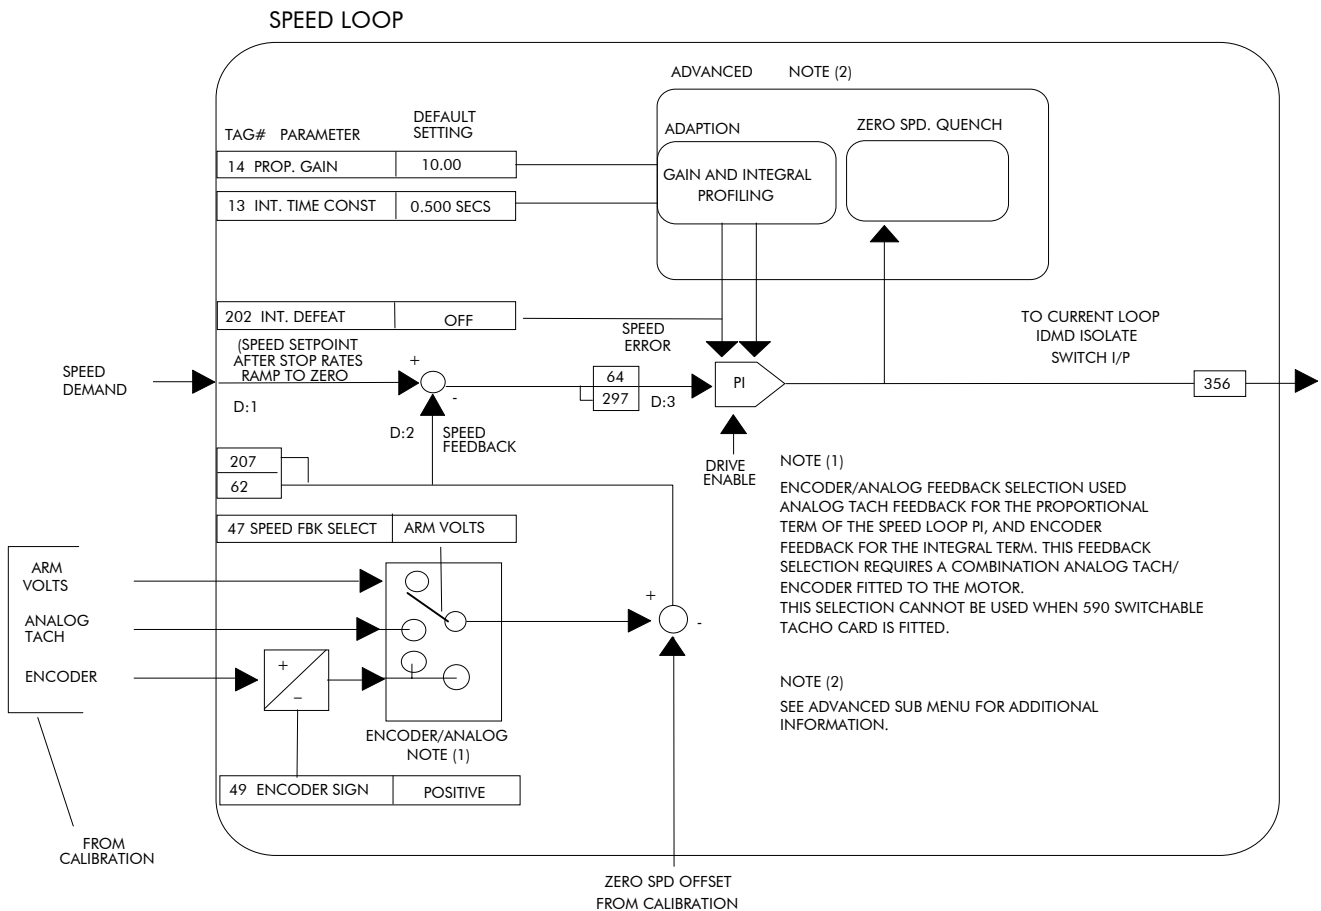 SPEED LOOP
ADVANCED NOTE (2)
TAG# PARAMETER
DEFAULT
SETTING
14 PROP. GAIN 10.00
13 INT. TIME CONST 0.500 SECS
ADAPTION
GAIN AND INTEGRAL
PROFILING
ZERO SPD. QUENCH
202 INT. DEFEAT OFF
(SPEED SETPOINT
AFTER STOP RATES
RAMP TO ZERO
SPEED
DEMAND
D:1
+
-
D:2
SPEED
FEEDBACK
SPEED
ERROR
64
297
D:3
PI
DRIVE
ENABLE
TO CURRENT LOOP
IDMD ISOLATE
SWITCH I/P
356
207
62
47 SPEED FBK SELECT ARM VOLTS
ARM
VOLTS
ANALOG
TACH
ENCODER
+
-
+
-
ENCODER/ANALOG
NOTE (1)
49 ENCODER SIGN POSITIVE
FROM
CALIBRATION
NOTE (1)
ENCODER/ANALOG FEEDBACK SELECTION USED
ANALOG TACH FEEDBACK FOR THE PROPORTIONAL
TERM OF THE SPEED LOOP PI, AND ENCODER
FEEDBACK FOR THE INTEGRAL TERM. THIS FEEDBACK
SELECTION REQUIRES A COMBINATION ANALOG TACH/
ENCODER FITTED TO THE MOTOR.
THIS SELECTION CANNOT BE USED WHEN 590 SWITCHABLE
TACHO CARD IS FITTED.
NOTE (2)
SEE ADVANCED SUB MENU FOR ADDITIONAL
INFORMATION.
ZERO SPD OFFSET
FROM CALIBRATION